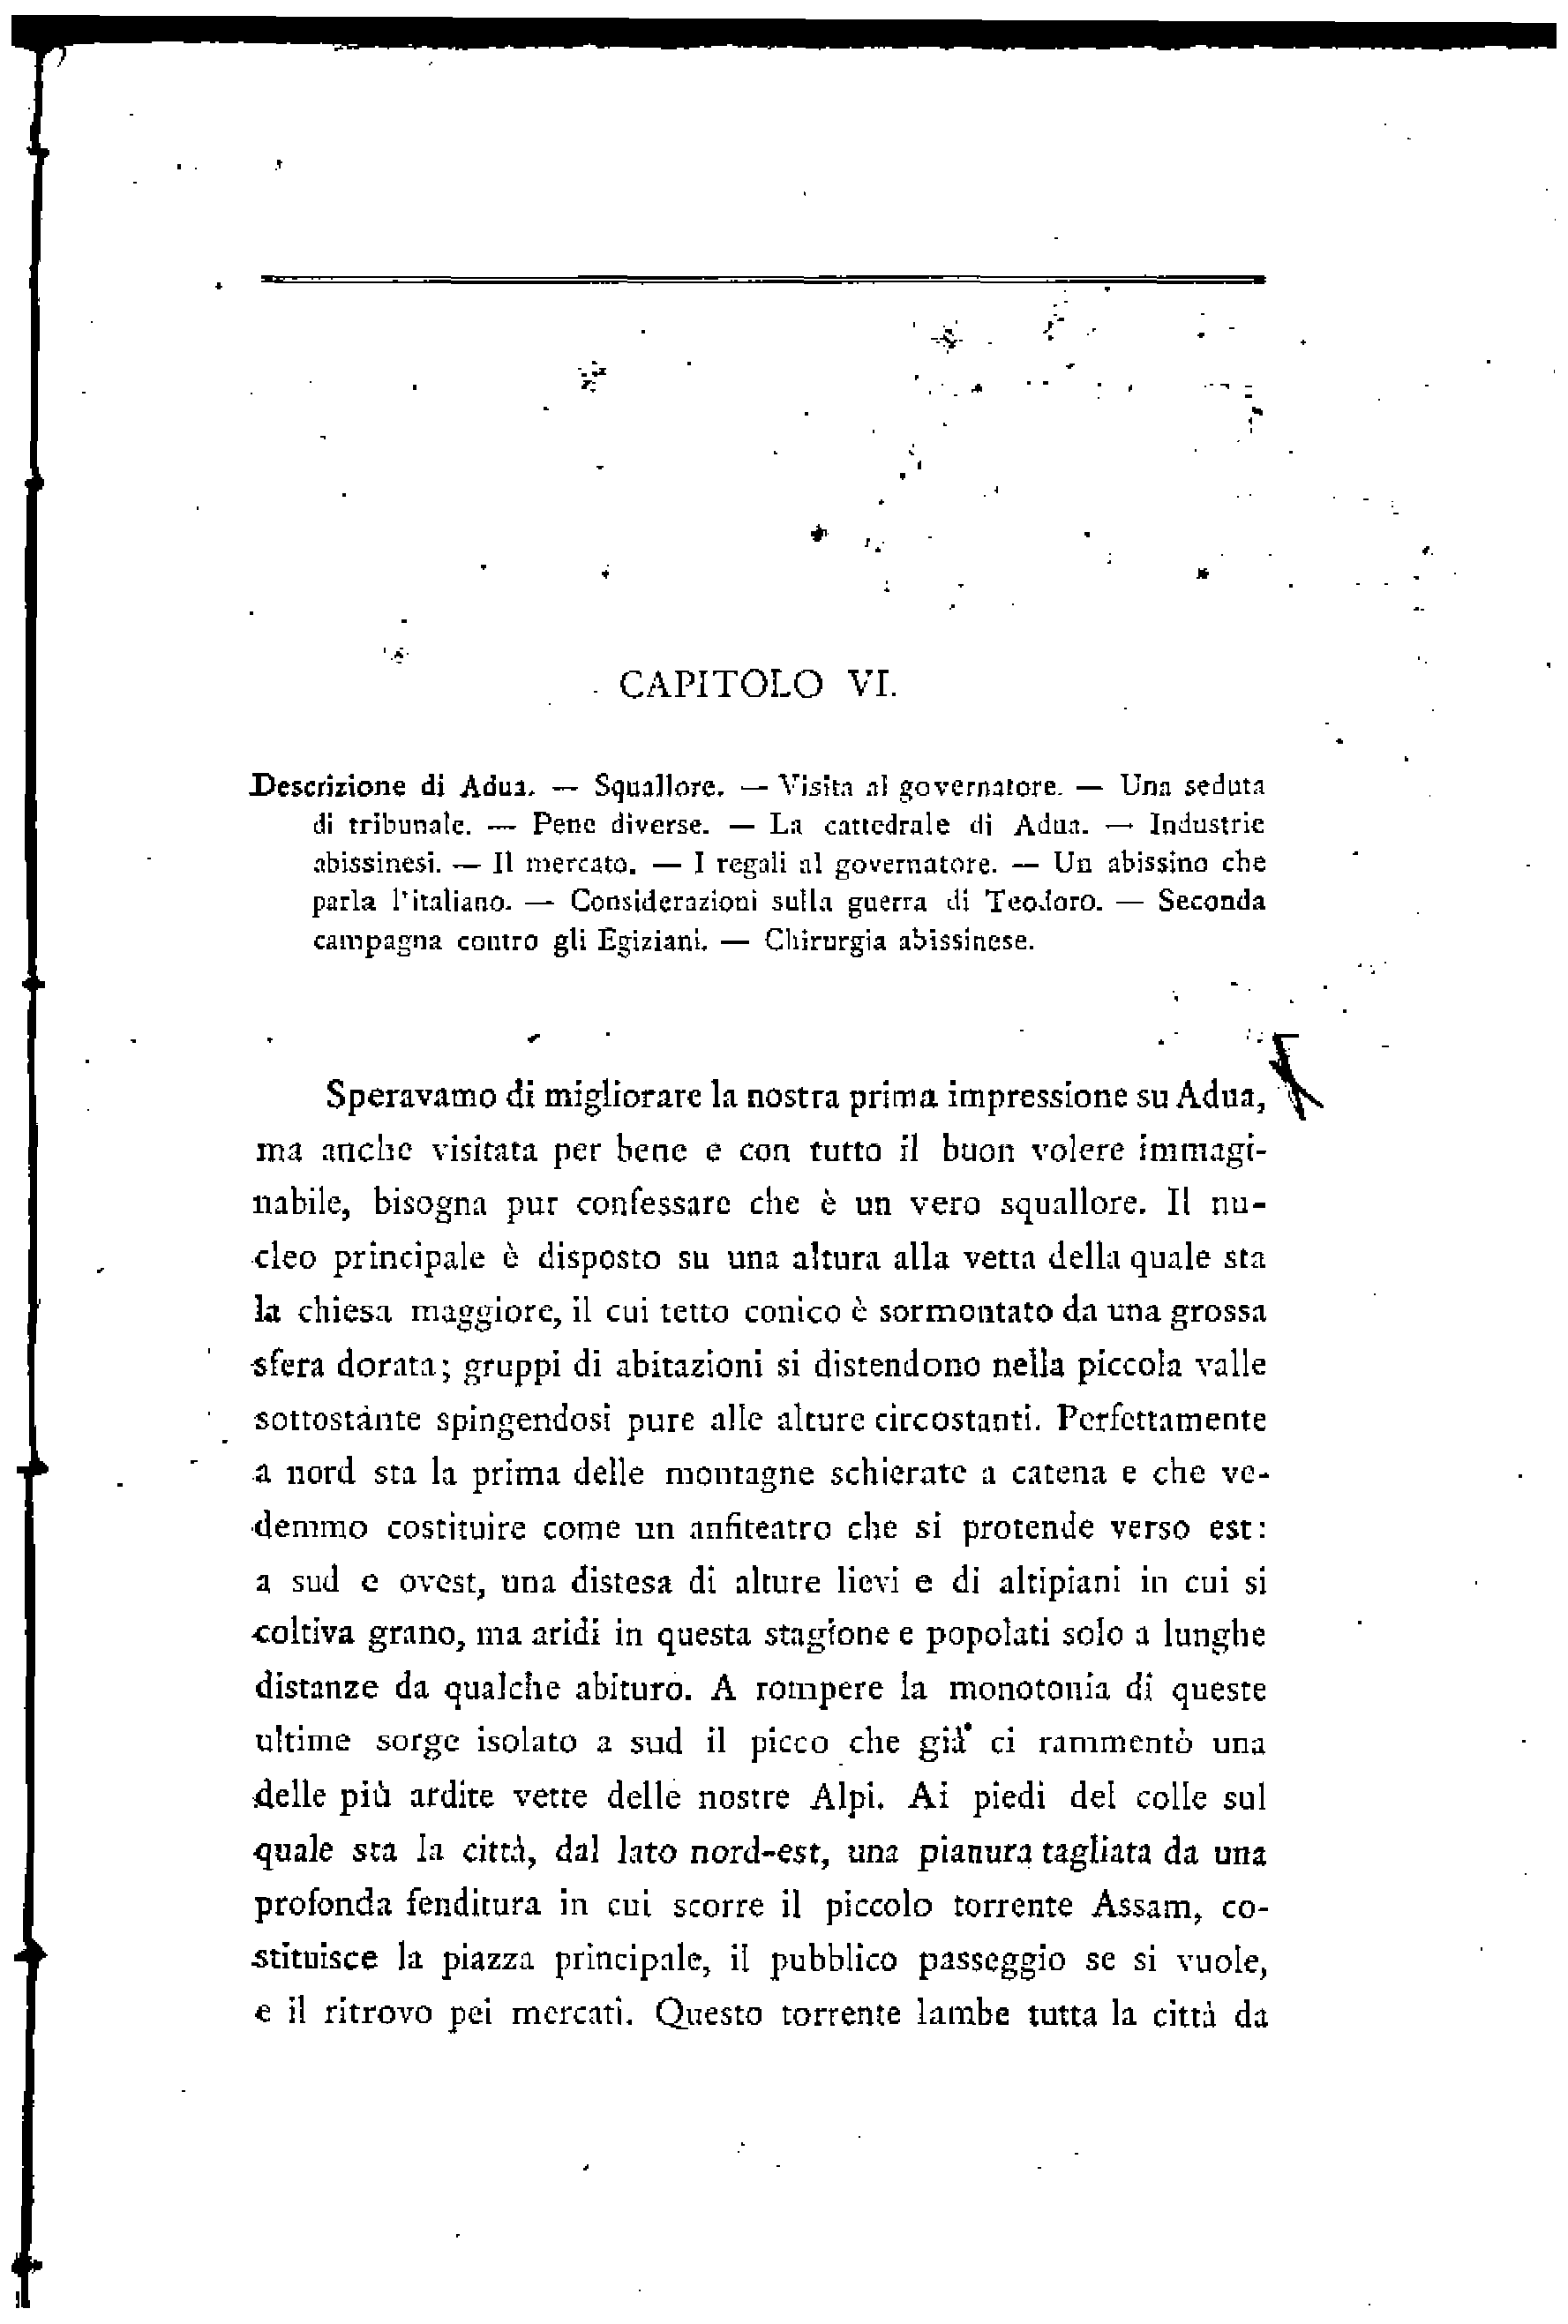 CAPITOLO VI.
Descrizione di Adua. — Squallore. — Visita al governatore. — Una seduta
di tribunale. — Pene diverse. — La cattedrale di Adua. — Industrie
abissinesi. — Il mercato. — I regali al governatore. — Un abissino che
parla l'italiano. — Considerazioni sulla guerra di Teodoro. — Seconda
campagna contro gli Egiziani. — Chirurgia abissinese.
Speravamo di migliorare la nostra prima impressione su Adua,
ma anche visitata per bene e con tutto il buon volere immagi-
nabile, bisogna pur confessare che è un vero squallore. Il nu-
cleo principale è disposto su una altura alla vetta della quale sta
la chiesa maggiore, il cui tetto conico è sormontato da una grossa
sfera dorata; gruppi di abitazioni si distendono nella piccola valle
sottostante spingendosi pure alle alture circostanti. Perfettamente
a nord sta la prima delle montagne schierate a catena e che ve-
demmo costituire come un anfiteatro che si protende verso est:
a sud e ovest, una distesa di alture lievi e di altipiani in cui si
coltiva grano, ma aridi in questa stagione e popolati solo a lunghe
distanze da qualche abituro. A rompere la monotonia di queste
ultime sorge isolato a sud il picco che già ci rammentò una
delle più ardite vette delle nostre Alpi. Ai piedi del colle sul
quale sta la città, dal lato nord-est, una pianura tagliata da una
profonda fenditura in cui scorre il piccolo torrente Assam, co-
stituisce la piazza principale, il pubblico passeggio se si vuole,
e il ritrovo pei mercati. Questo torrente lambe tutta la città da